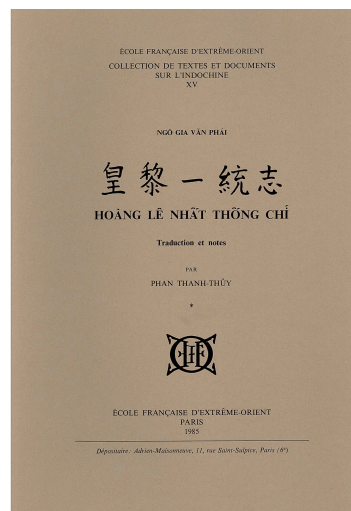 ÉCOLE FRANÇAISE D'EXTRÊME-ORIENT
COLLECTION DE TEXTES ET DOCUMENTS
SUR L'INDOCHINE
XV
NGÔ GIA VĂN PHÁI
皇黎一統志
HOÀNG LÊ NHẤT THỐNG CHÍ
Traduction et notes
PAR
PHAN THANH-THỦY
*
ÉCOLE FRANÇAISE D'EXTRÊME-ORIENT
PARIS
1985
Dépositaire: Adrien-Maisonneuve, 11, rue Saint-Sulpice, Paris (6e)